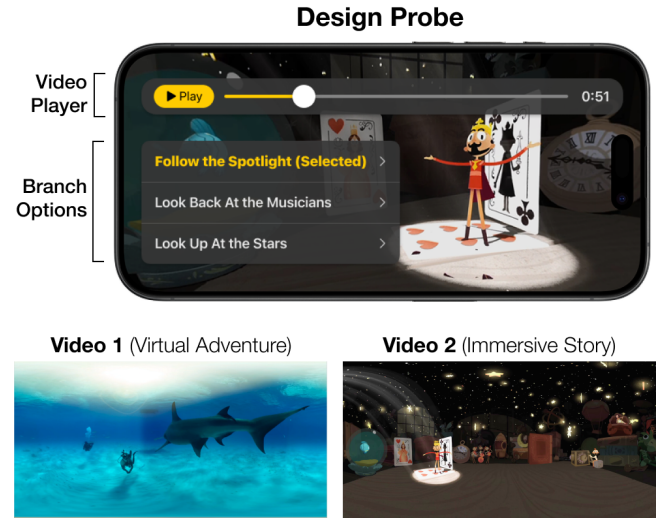 Design Probe
Video
Player
Play
0:51
Branch
Options
Follow the Spotlight (Selected)
Look Back At the Musicians
Look Up At the Stars
Video 1 (Virtual Adventure)
Video 2 (Immersive Story)